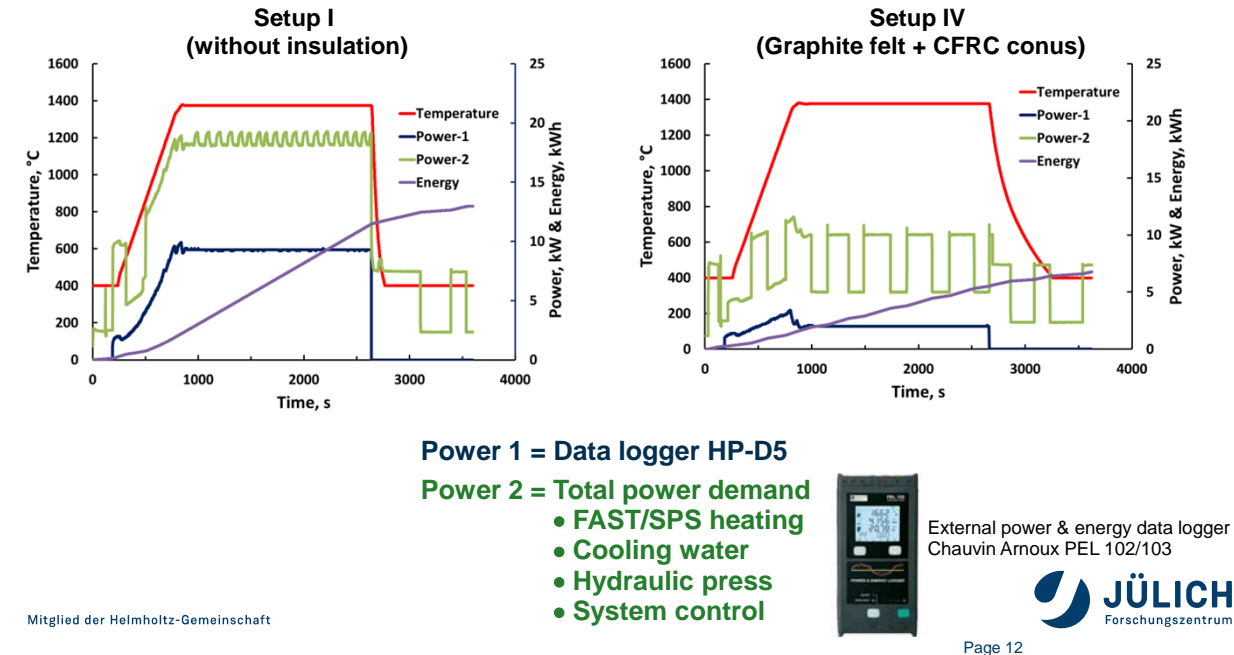 Setup I
(without insulation)
1600
1400
1200
1000
800
600
400
200
0
Temperature, °C
25
20
15
10
5
0
Power, kW & Energy, kWh
Temperature
Power-1
Power-2
Energy
0
1000
2000
3000
4000
Time, s
Setup IV
(Graphite felt + CFRC conus)
1600
1400
1200
1000
800
600
400
200
0
Temperature, °C
25
20
15
10
5
0
Power, kW & Energy, kWh
Temperature
Power-1
Power-2
Energy
0
1000
2000
3000
4000
Time, s
Power 1 = Data logger HP-D5
Power 2 = Total power demand
• FAST/SPS heating
• Cooling water
• Hydraulic press
• System control
External power & energy data logger
Chauvin Arnoux PEL 102/103
JÜLICH
Forschungszentrum
Mitglied der Helmholtz-Gemeinschaft
Page 12